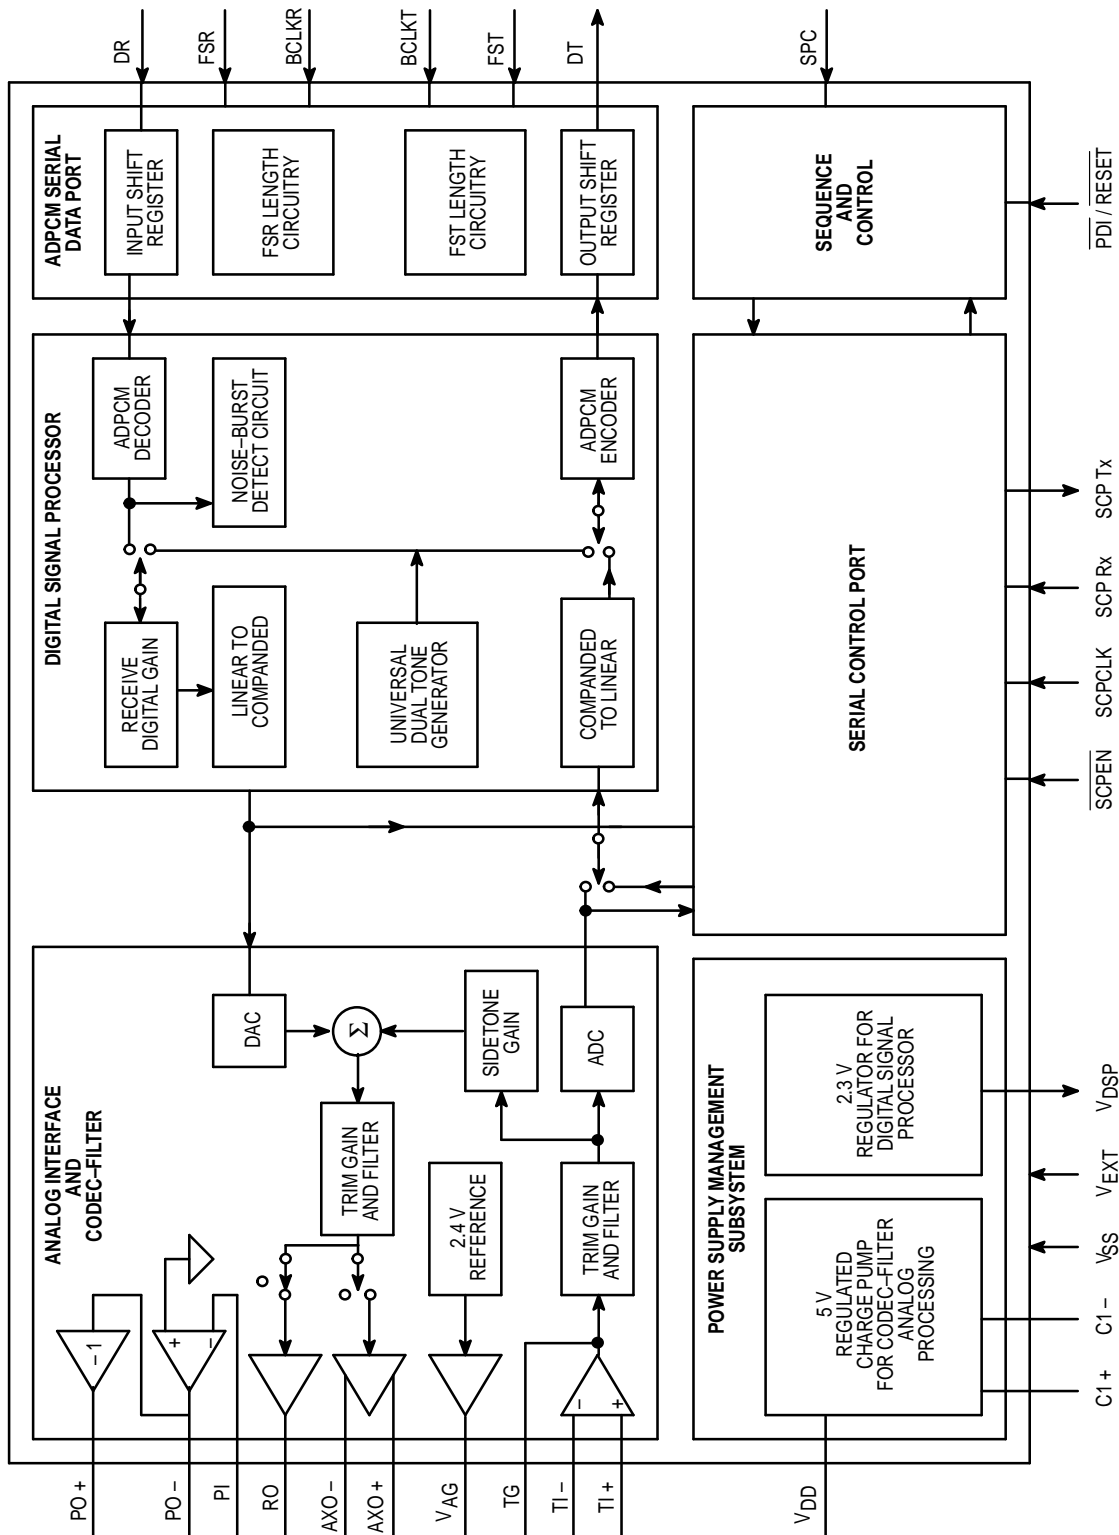 PO +
PO –
PI
RO
AXO –
AXO +
V AG
TG
TI –
TI +
V DD
ANALOG INTERFACE
AND
CODEC–FILTER
– 1
+
–
TRIM GAIN
AND FILTER
Σ
DAC
2.4 V
REFERENCE
SIDETONE
GAIN
–
+
TRIM GAIN
AND FILTER
ADC
DIGITAL SIGNAL PROCESSOR
RECEIVE
DIGITAL GAIN
ADPCM
DECODER
LINEAR TO
COMPANDED
NOISE–BURST
DETECT CIRCUIT
UNIVERSAL
DUAL TONE
GENERATOR
COMPANDED
TO LINEAR
ADPCM
ENCODER
ADPCM SERIAL
DATA PORT
INPUT SHIFT
REGISTER
FSR LENGTH
CIRCUITRY
FST LENGTH
CIRCUITRY
OUTPUT SHIFT
REGISTER
DR
FSR
BCLKR
BCLKT
FST
DT
SPC
POWER SUPPLY MANAGEMENT
SUBSYSTEM
5 V
REGULATED
CHARGE PUMP
FOR CODEC–FILTER
ANALOG
PROCESSING
2.3 V
REGULATOR FOR
DIGITAL SIGNAL
PROCESSOR
SERIAL CONTROL PORT
SEQUENCE
AND
CONTROL
C1 +
C1 –
VSS
VEXT
VDSP
SCPEN
SCPCLK
SCP Rx
SCP Tx
PDI / RESET